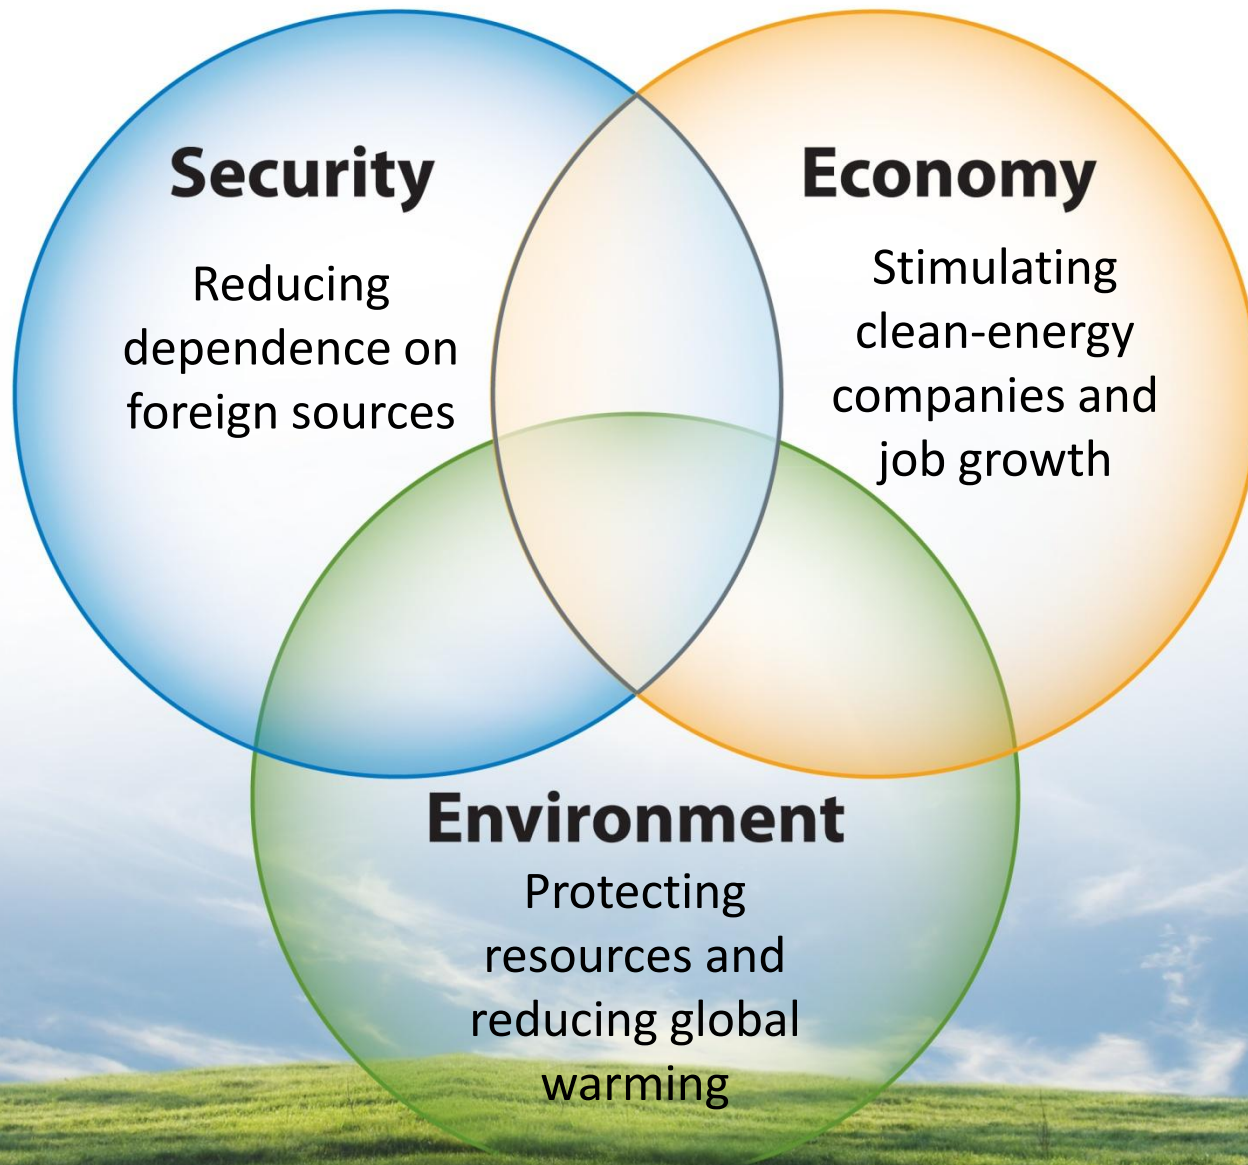 Security
Reducing
dependence on
foreign sources
Economy
Stimulating
clean-energy
companies and
job growth
Environment
Protecting
resources and
reducing global
warming